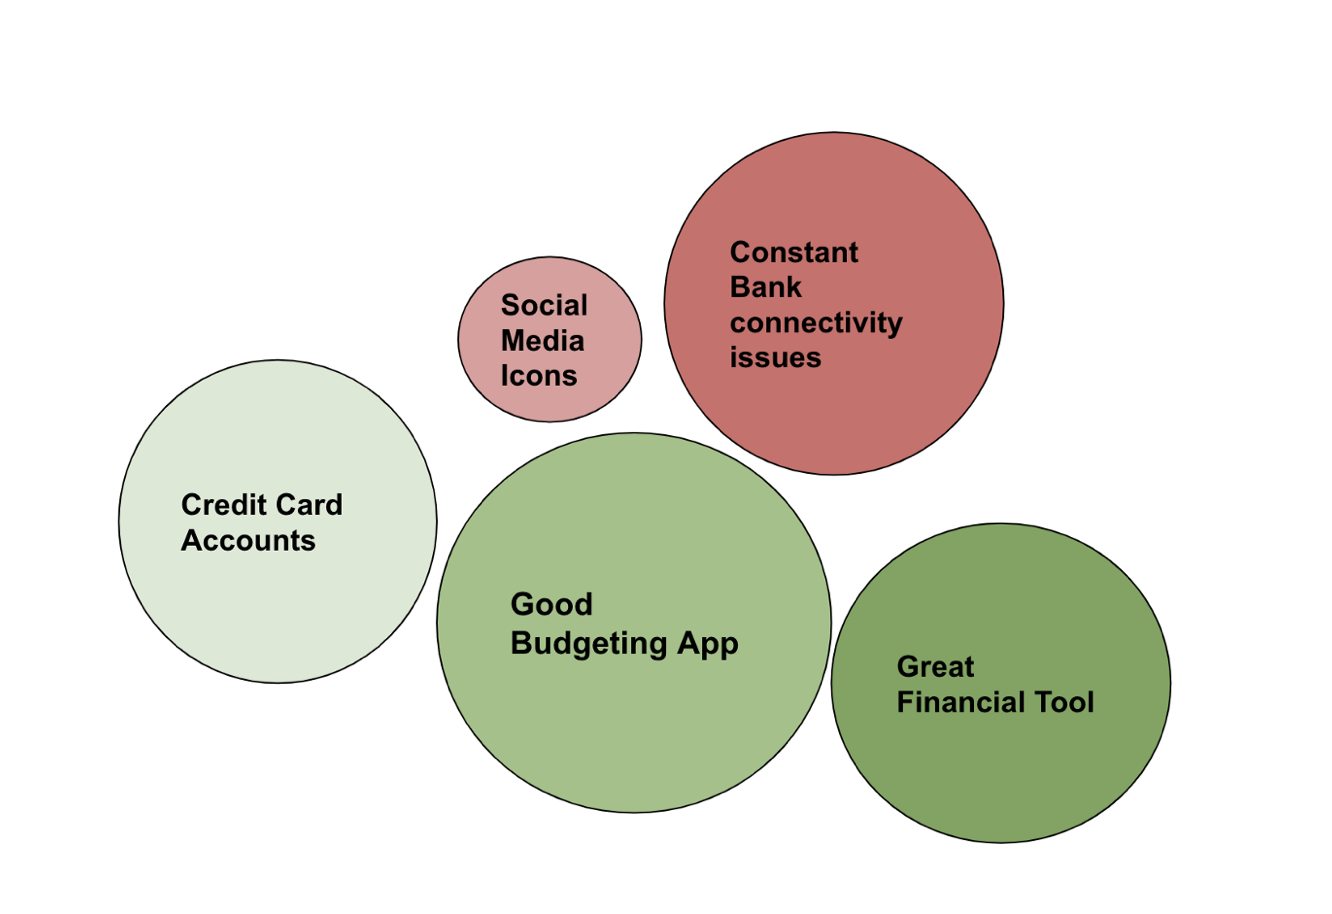 Constant
Bank
connectivity
issues
Social
Media
Icons
Credit Card
Accounts
Good
Budgeting App
Great
Financial Tool